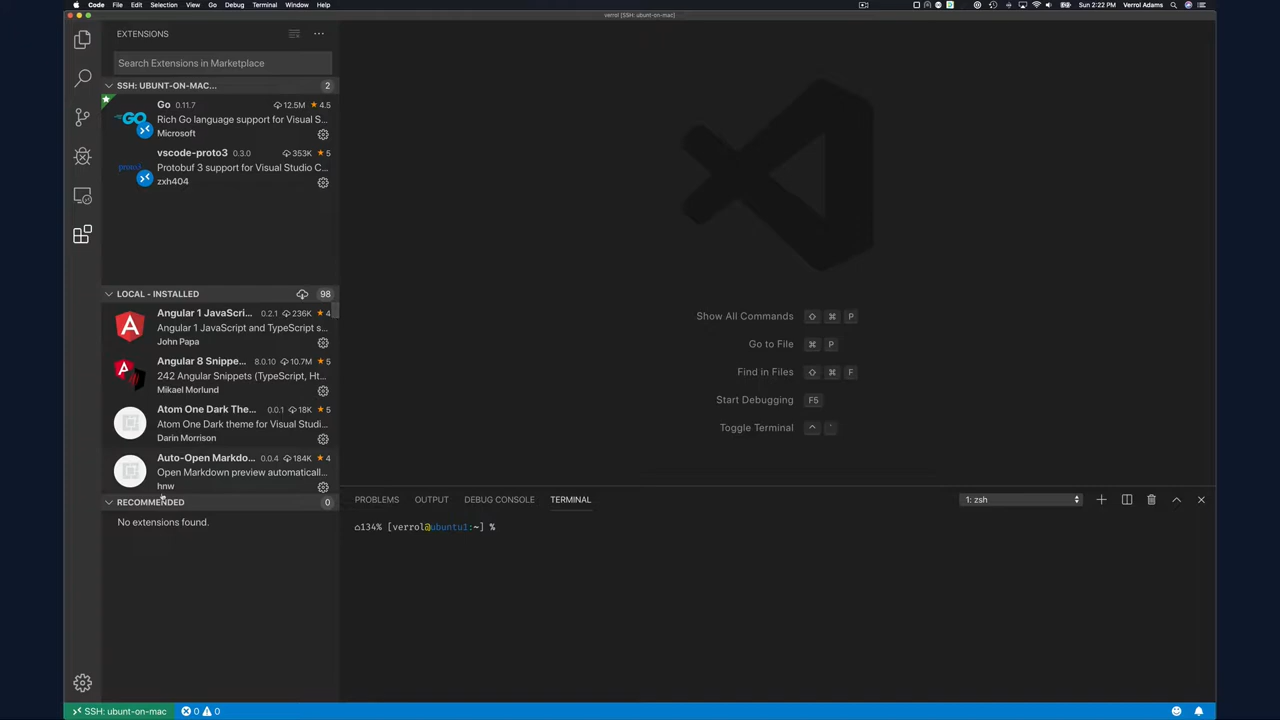 Code File Edit Selection View Go Debug Terminal Window Help
Sun 2:22 PM Verrol Adams
verrol [SSH: ubunt-on-mac]
EXTENSIONS
Search Extensions in Marketplace
SSH: UBUNT-ON-MAC... 2
Go 0.11.7 12.5M ★ 4.5
Rich Go language support for Visual S...
Microsoft
vscode-proto3 0.3.0 353K ★ 5
Protobuf 3 support for Visual Studio C...
zxh404
LOCAL - INSTALLED 98
Angular 1 JavaScri... 0.2.1 236K ★ 4
Angular 1 JavaScript and TypeScript s...
John Papa
Angular 8 Snippe... 8.0.10 10.7M ★ 5
242 Angular Snippets (TypeScript, Ht...
Mikael Morlund
Atom One Dark The... 0.0.1 18K ★ 5
Atom One Dark theme for Visual Studi...
Darin Morrison
Auto-Open Markdo... 0.0.4 184K ★ 4
Open Markdown preview automaticall...
hnw
RECOMMENDED 0
No extensions found.
Show All Commands ⇧ ⌘ P
Go to File ⌘ P
Find in Files ⇧ ⌘ F
Start Debugging F5
Toggle Terminal ^ `
PROBLEMS OUTPUT DEBUG CONSOLE TERMINAL 1: zsh
⌂134% [verrol@ubuntu1:~] %
SSH: ubunt-on-mac 0 0